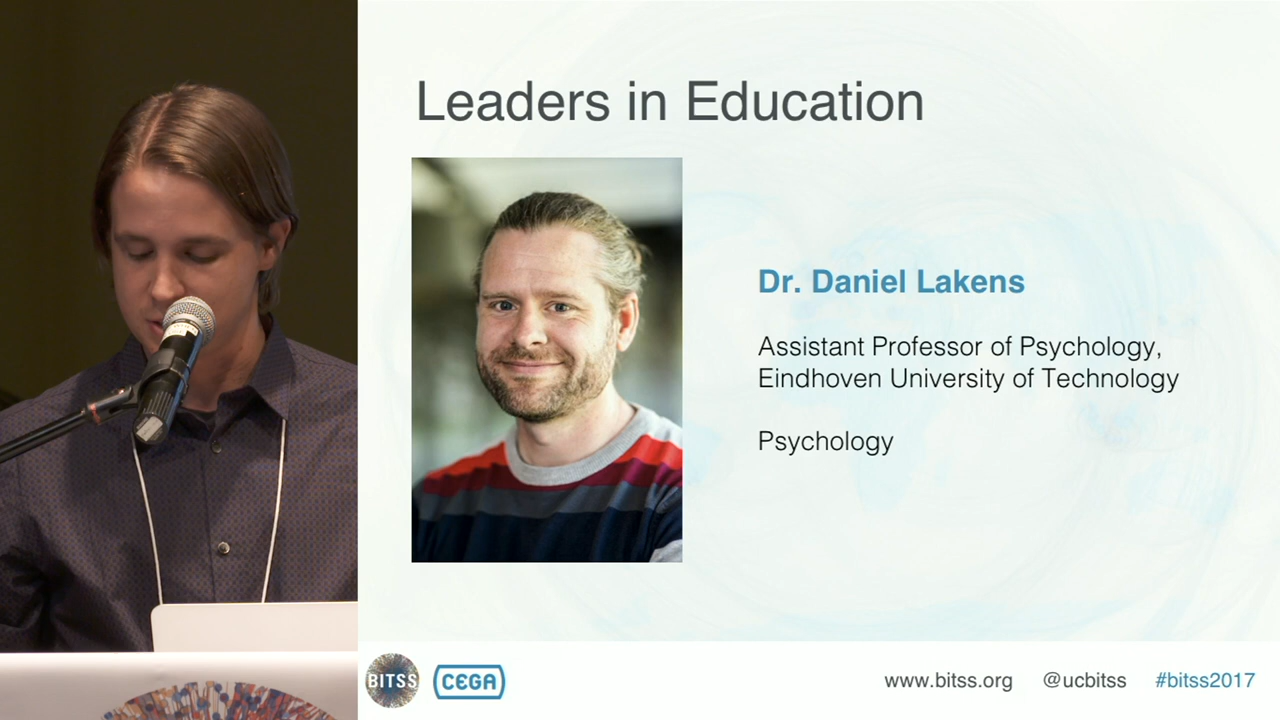 Leaders in Education
Dr. Daniel Lakens
Assistant Professor of Psychology,
Eindhoven University of Technology
Psychology
BITSS
CEGA
www.bitss.org
@ucbitss
#bitss2017